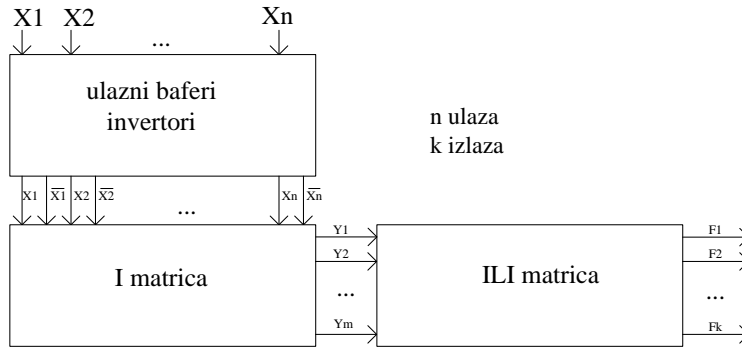 X1 X2 ... Xn
ulazni baferi
invertori
n ulaza
k izlaza
X1 X̅1̅ X2 X̅2̅ ... Xn X̅n̅
I matrica
Y1
Y2
...
Ym
ILI matrica
F1
F2
...
Fk